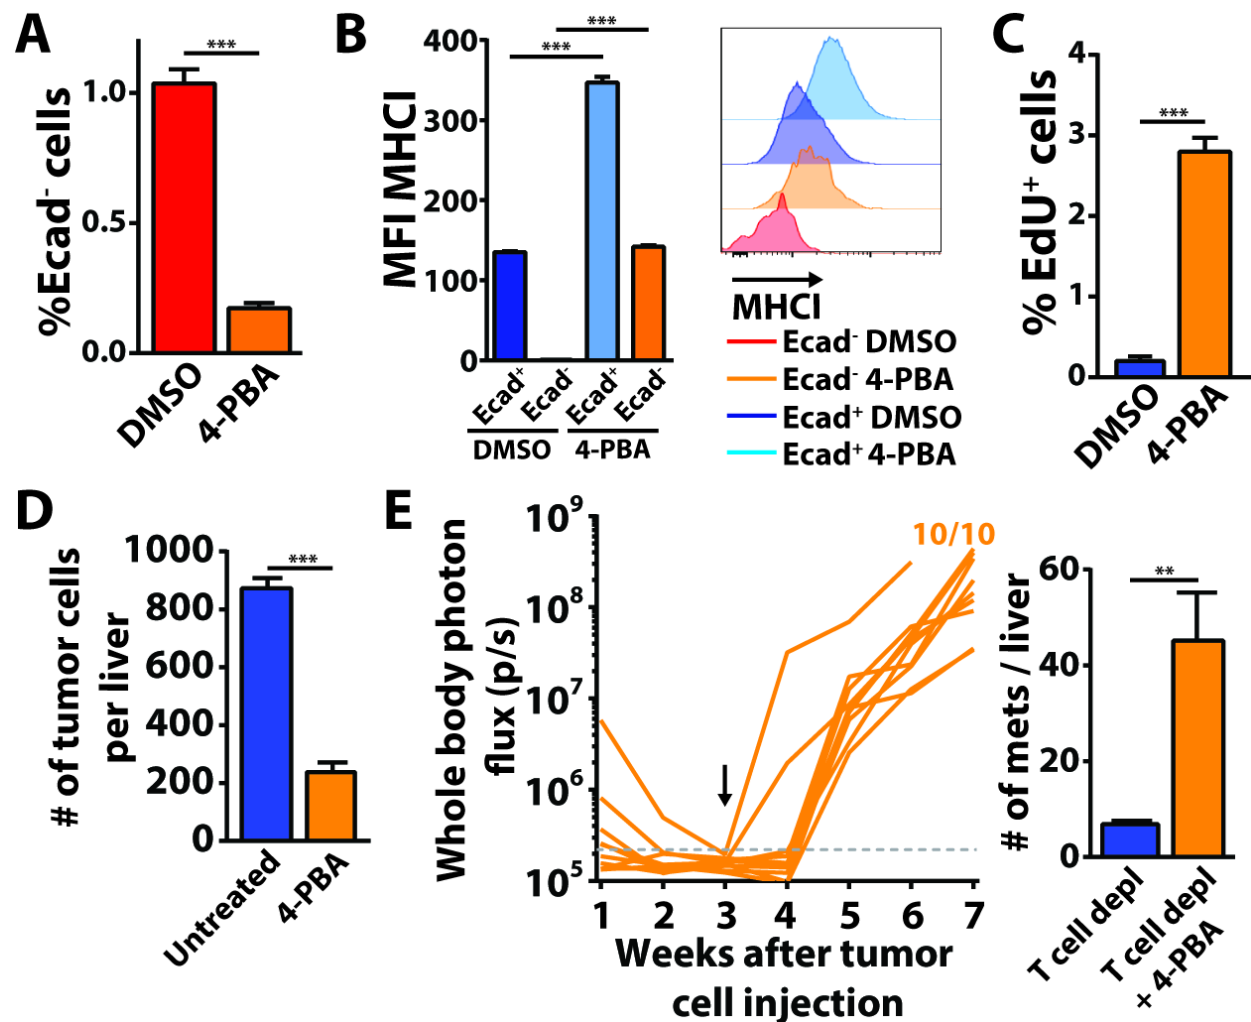 A
%Ecad⁻ cells
1.0
0.5
0.0
***
DMSO
4-PBA
B
MFI MHCI
400
300
200
100
0
***
***
Ecad⁺
Ecad⁻
Ecad⁺
Ecad⁻
DMSO
4-PBA
MHCI
Ecad⁻ DMSO
Ecad⁻ 4-PBA
Ecad⁺ DMSO
Ecad⁺ 4-PBA
C
% EdU⁺ cells
4
3
2
1
0
***
DMSO
4-PBA
D
# of tumor cells
per liver
1000
800
600
400
200
0
***
Untreated
4-PBA
E
Whole body photon
flux (p/s)
10⁹
10⁸
10⁷
10⁶
10⁵
10/10
1 2 3 4 5 6 7
Weeks after tumor
cell injection
# of mets / liver
60
40
20
0
**
T cell depl
T cell depl
+ 4-PBA